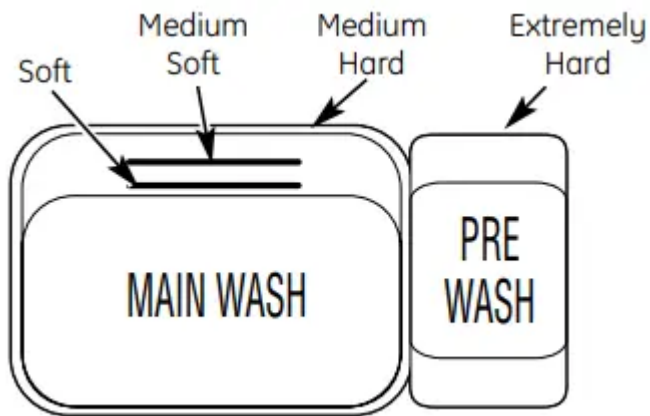 Soft
Medium
Soft
Medium
Hard
Extremely
Hard
MAIN WASH
PRE
WASH